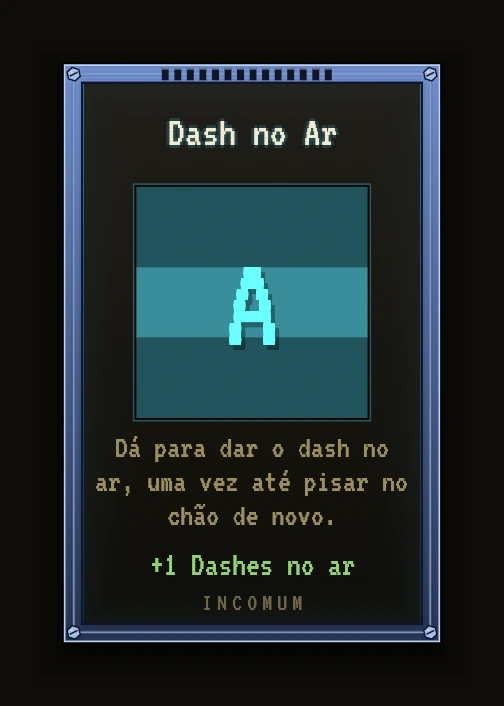 Dash no Ar
A
Dá para dar o dash no
ar, uma vez até pisar no
chão de novo.
+1 Dashes no ar
INCOMUM